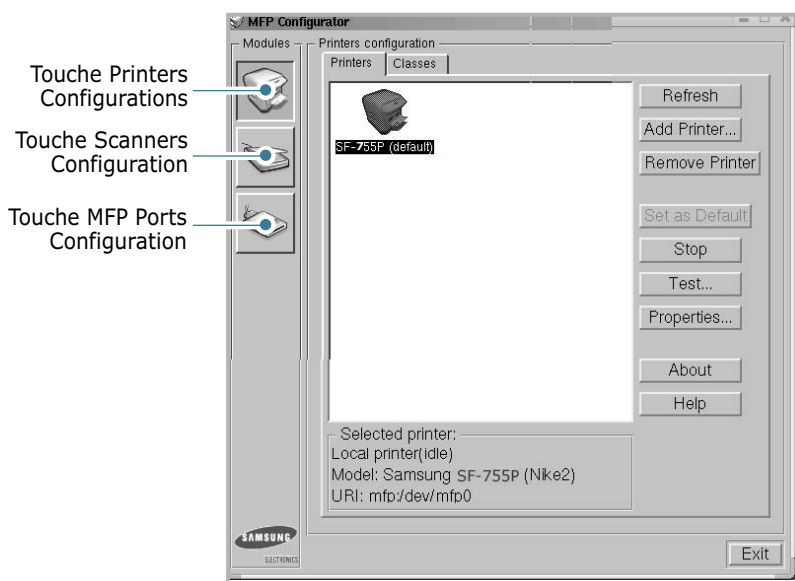 MFP Configurator
Modules
Printers configuration
Printers
Classes
Touche Printers
Configurations
Touche Scanners
Configuration
Touche MFP Ports
Configuration
SF-755P (default)
Refresh
Add Printer...
Remove Printer
Set as Default
Stop
Test...
Properties...
About
Help
Selected printer:
Local printer(idle)
Model: Samsung SF-755P (Nike2)
URI: mfp:/dev/mfp0
SAMSUNG
ELECTRONICS
Exit